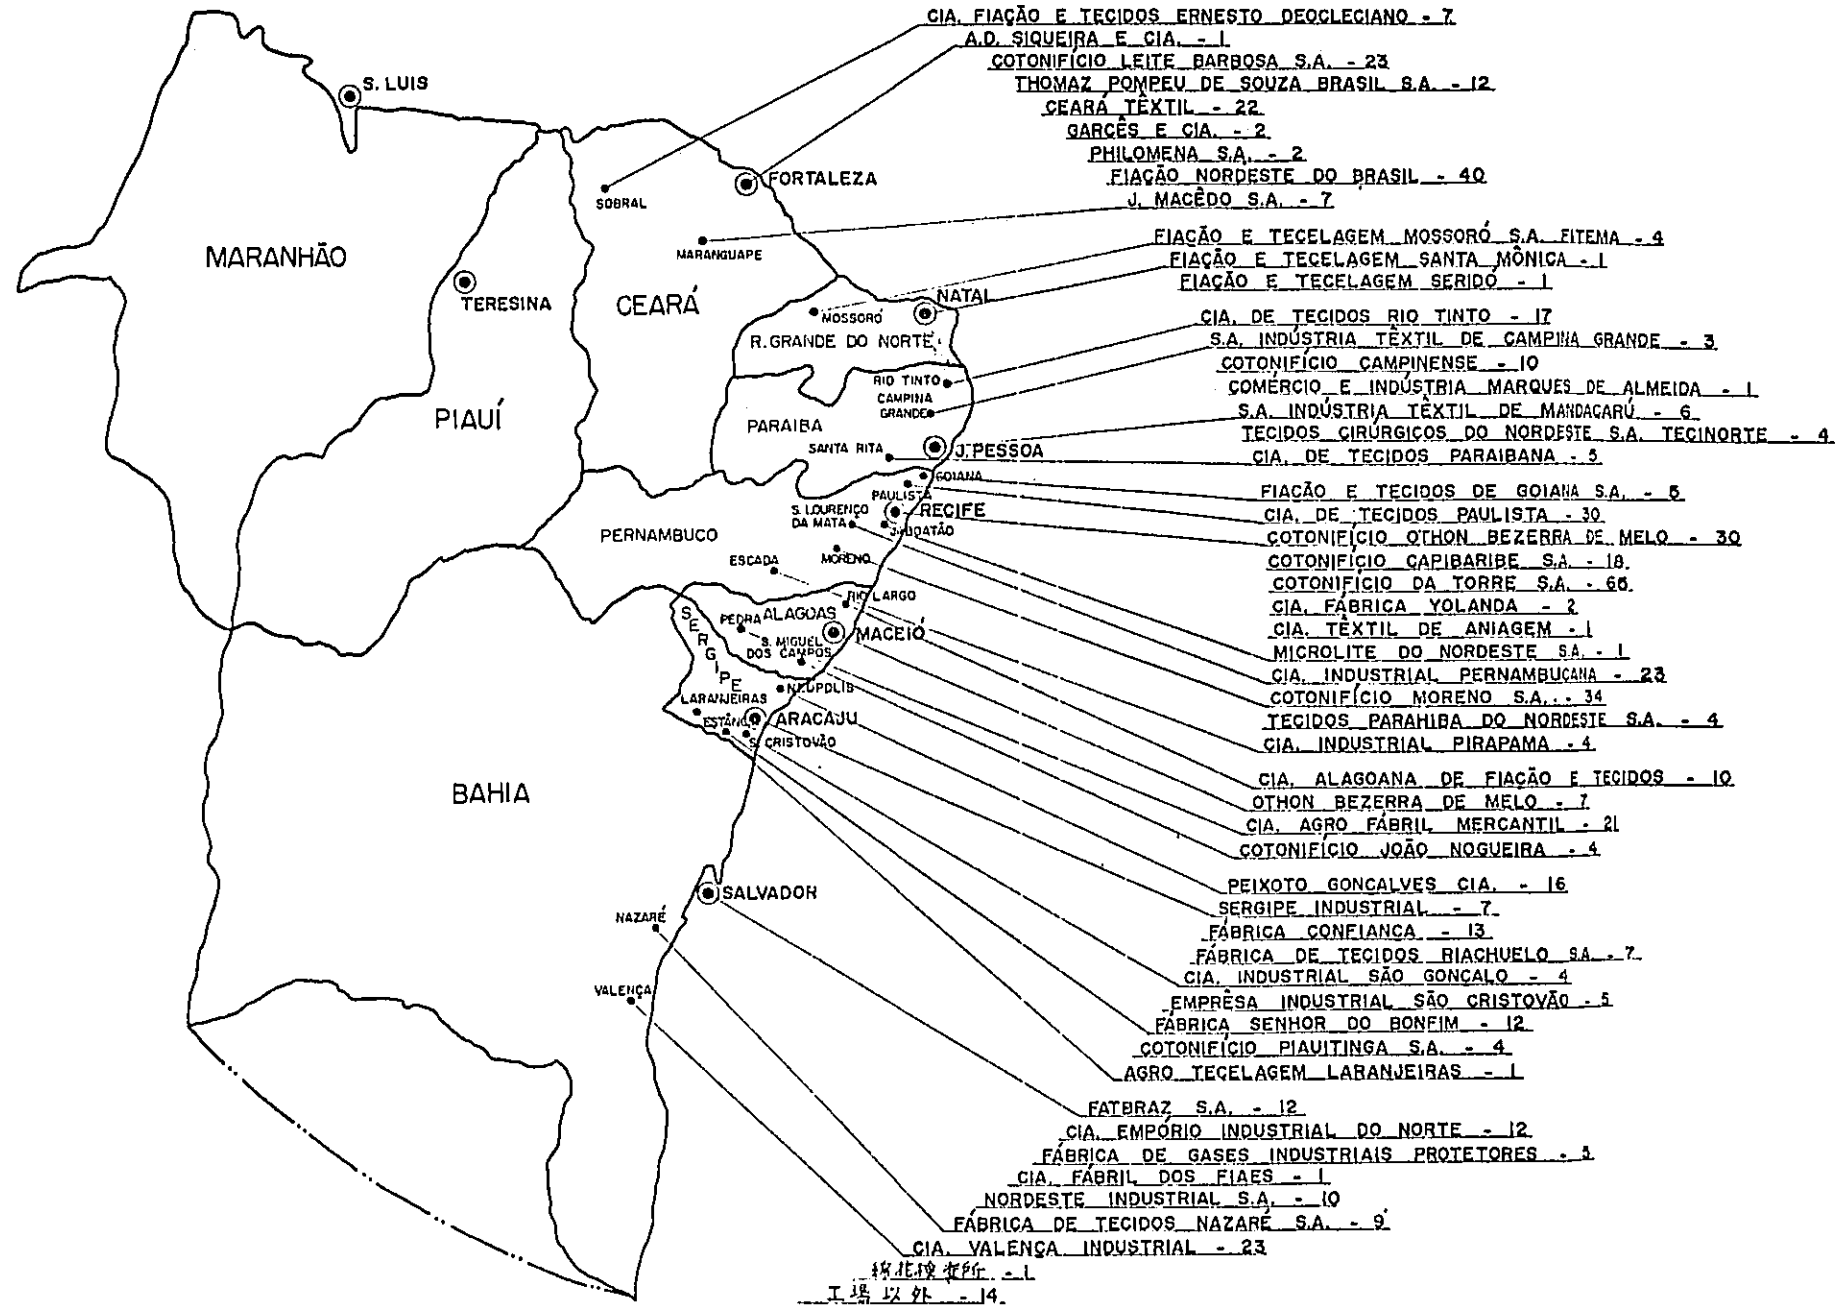 CIA. FIAÇÃO E TECIDOS ERNESTO DEOCLECIANO - 7
A.D. SIQUEIRA E CIA. - 1
COTONIFÍCIO LEITE BARBOSA S.A. - 23
THOMAZ POMPEU DE SOUZA BRASIL S.A. - 12
CEARÁ TÊXTIL - 22
GARCÊS E CIA. - 2
PHILOMENA S.A. - 2
FIAÇÃO NORDESTE DO BRASIL - 40
J. MACÊDO S.A. - 7
FIAÇÃO E TECELAGEM MOSSORÓ S.A. FITEMA - 4
FIAÇÃO E TECELAGEM SANTA MÔNICA - 1
FIAÇÃO E TECELAGEM SERIDÓ - 1
CIA. DE TECIDOS RIO TINTO - 17
S.A. INDÚSTRIA TÊXTIL DE CAMPINA GRANDE - 3
COTONIFÍCIO CAMPINENSE - 10
COMÉRCIO E INDÚSTRIA MARQUES DE ALMEIDA - 1
S.A. INDÚSTRIA TÊXTIL DE MANDACARÚ - 6
TECIDOS CIRÚRGICOS DO NORDESTE S.A. TECINORTE - 4
CIA. DE TECIDOS PARAIBANA - 5
FIAÇÃO E TECIDOS DE GOIANA S.A. - 5
CIA. DE TECIDOS PAULISTA - 30
COTONIFÍCIO OTHON BEZERRA DE MELO - 30
COTONIFÍCIO CAPIBARIBE S.A. - 18
COTONIFÍCIO DA TORRE S.A. - 66
CIA. FÁBRICA YOLANDA - 2
CIA. TÊXTIL DE ANIAGEM - 1
MICROLITE DO NORDESTE S.A. - 1
CIA. INDUSTRIAL PERNAMBUCANA - 23
COTONIFÍCIO MORENO S.A. - 34
TECIDOS PARAHIBA DO NORDESTE S.A. - 4
CIA. INDUSTRIAL PIRAPAMA - 4
CIA. ALAGOANA DE FIAÇÃO E TECIDOS - 10
OTHON BEZERRA DE MELO - 7
CIA. AGRO FÁBRIL MERCANTIL - 21
COTONIFÍCIO JOÃO NOGUEIRA - 4
PEIXOTO GONCALVES CIA. - 16
SERGIPE INDUSTRIAL - 7
FÁBRICA CONFIANCA - 13
FÁBRICA DE TECIDOS RIACHUELO S.A. - 7
CIA. INDUSTRIAL SÃO GONÇALO - 4
EMPRÊSA INDUSTRIAL SÃO CRISTOVÃO - 5
FÁBRICA SENHOR DO BONFIM - 12
COTONIFÍCIO PIAUITINGA S.A. - 4
AGRO TECELAGEM LARANJEIRAS - 1
FATBRAZ S.A. - 12
CIA. EMPÓRIO INDUSTRIAL DO NORTE - 12
FÁBRICA DE GASES INDUSTRIAIS PROTETORES - 3
CIA. FÁBRIL DOS FIAES - 1
NORDESTE INDUSTRIAL S.A. - 10
FÁBRICA DE TECIDOS NAZARÉ S.A. - 9
CIA. VALENÇA INDUSTRIAL - 23
棉花検査所 - 1
工場以外 - 14
S. LUIS
FORTALEZA
SOBRAL
MARANGUAPE
MARANHÃO
TERESINA
CEARÁ
NATAL
MOSSORÓ
R. GRANDE DO NORTE
RIO TINTO
CAMPINA
GRANDE
PIAUÍ
PARAIBA
SANTA RITA
J. PESSOA
GOIANA
PAULISTA
S. LOURENÇO
DA MATA
RECIFE
JABOATÃO
PERNAMBUCO
MORENO
ESCADA
RIO LARGO
PEDRA
ALAGOAS
MACEIÓ
S. MIGUEL
DOS CAMPOS
SERGIPE
NEÓPOLIS
LARANJEIRAS
ARACAJU
S. CRISTOVÃO
BAHIA
SALVADOR
NAZARÉ
VALENÇA